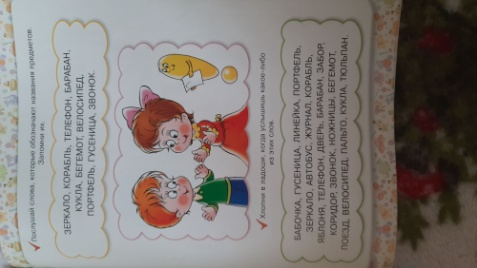 Послушай слова, которые обозначают названия предметов.
Запомни их.
ЗЕРКАЛО, КОРАБЛЬ, ТЕЛЕФОН, БАРАБАН,
КУКЛА, БЕГЕМОТ, ВЕЛОСИПЕД,
ПОРТФЕЛЬ, ГУСЕНИЦА, ЗВОНОК.
Хлопни в ладоши, когда услышишь какое-либо
из этих слов.
БАБОЧКА, ГУСЕНИЦА, ЛИНЕЙКА, ПОРТФЕЛЬ,
ЗЕРКАЛО, АВТОБУС, ЖУРНАЛ, КОРАБЛЬ,
ЯБЛОНЯ, ТЕЛЕФОН, ДВЕРЬ, БАРАБАН, ЗАБОР,
КОРИДОР, ЗВОНОК, НОЖНИЦЫ, БЕГЕМОТ,
ПОЕЗД, ВЕЛОСИПЕД, ПАЛЬТО, КУКЛА, ТЮЛЬПАН.